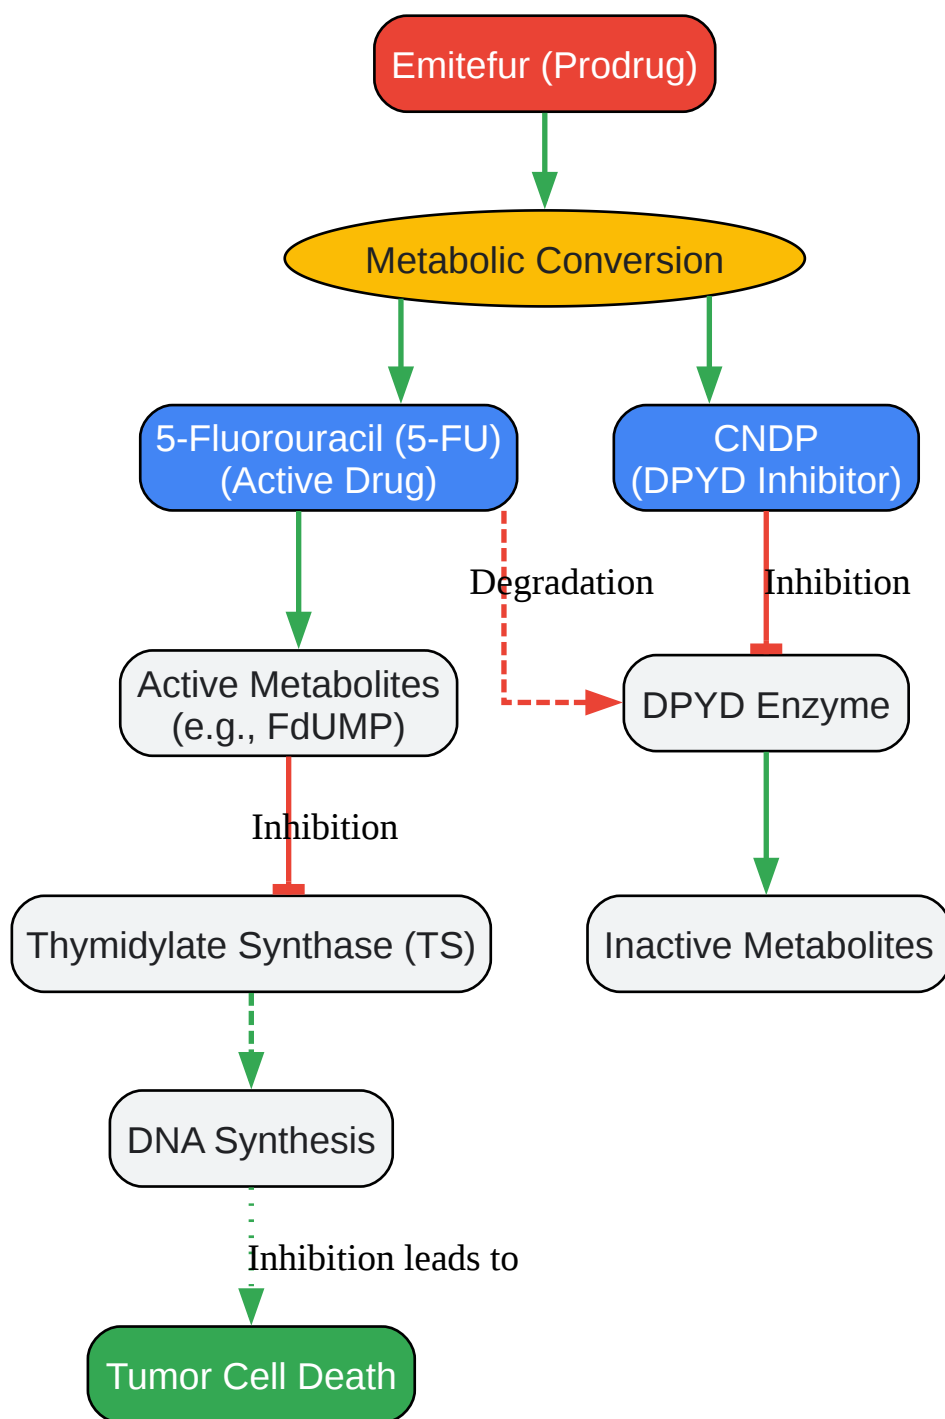 Emitefur (Prodrug)
Metabolic Conversion
5-Fluorouracil (5-FU)
(Active Drug)
CNDP
(DPYD Inhibitor)
Degradation
Inhibition
Active Metabolites
(e.g., FdUMP)
DPYD Enzyme
Inhibition
Thymidylate Synthase (TS)
Inactive Metabolites
DNA Synthesis
Inhibition leads to
Tumor Cell Death